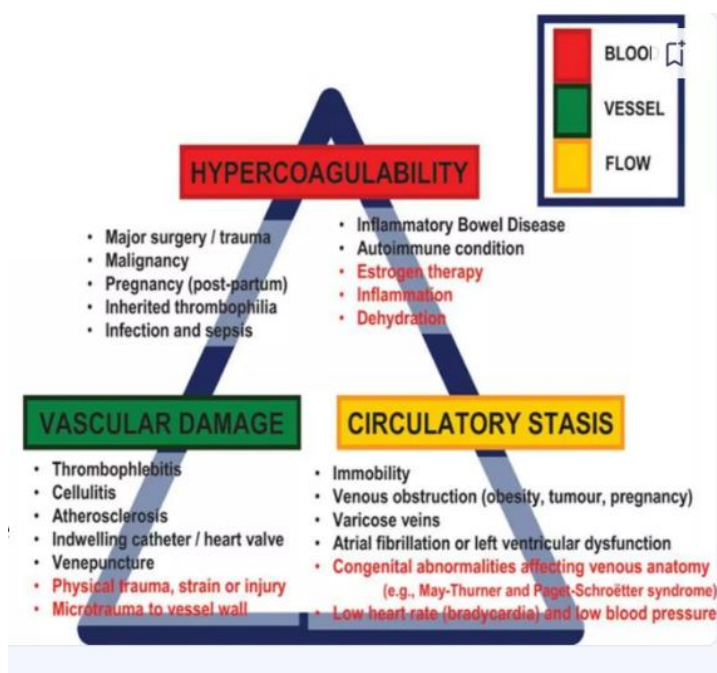 BLOOD
VESSEL
FLOW
HYPERCOAGULABILITY
• Major surgery / trauma
• Malignancy
• Pregnancy (post-partum)
• Inherited thrombophilia
• Infection and sepsis
• Inflammatory Bowel Disease
• Autoimmune condition
• Estrogen therapy
• Inflammation
• Dehydration
VASCULAR DAMAGE
• Thrombophlebitis
• Cellulitis
• Atherosclerosis
• Indwelling catheter / heart valve
• Venepuncture
• Physical trauma, strain or injury
• Microtrauma to vessel wall
CIRCULATORY STASIS
• Immobility
• Venous obstruction (obesity, tumour, pregnancy)
• Varicose veins
• Atrial fibrillation or left ventricular dysfunction
• Congenital abnormalities affecting venous anatomy
(e.g., May-Thurner and Paget-Schroëtter syndrome)
• Low heart rate (bradycardia) and low blood pressure